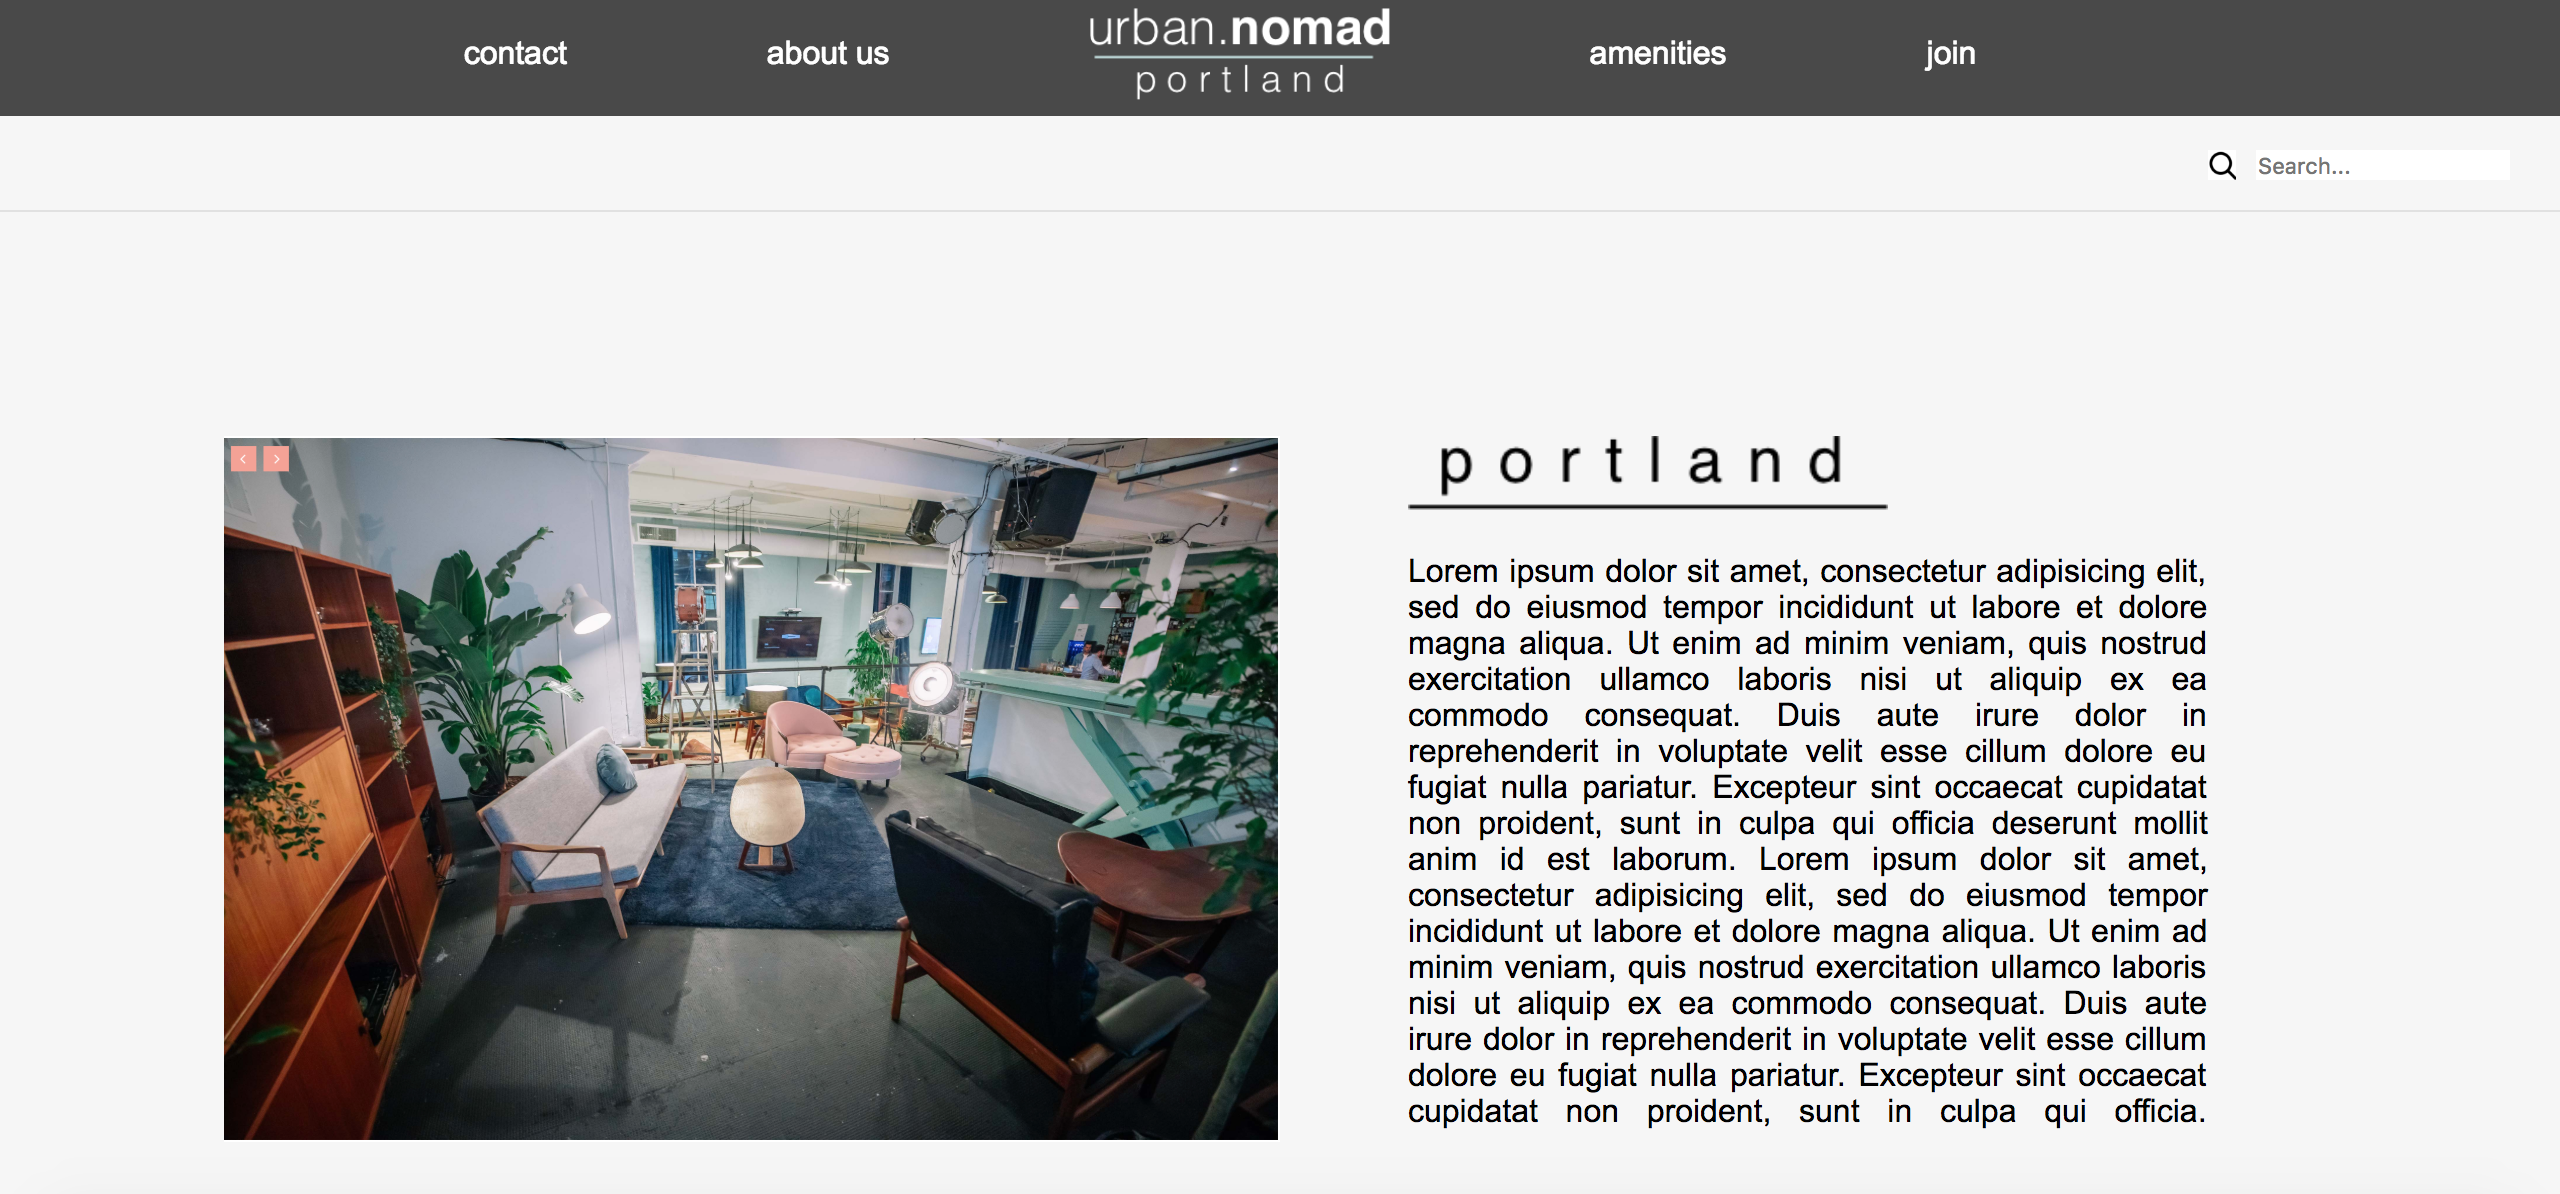 contact
about us
urban.nomad
portland
amenities
join
Search...
portland
Lorem ipsum dolor sit amet, consectetur adipisicing elit,
sed do eiusmod tempor incididunt ut labore et dolore
magna aliqua. Ut enim ad minim veniam, quis nostrud
exercitation ullamco laboris nisi ut aliquip ex ea
commodo consequat. Duis aute irure dolor in
reprehenderit in voluptate velit esse cillum dolore eu
fugiat nulla pariatur. Excepteur sint occaecat cupidatat
non proident, sunt in culpa qui officia deserunt mollit
anim id est laborum. Lorem ipsum dolor sit amet,
consectetur adipisicing elit, sed do eiusmod tempor
incididunt ut labore et dolore magna aliqua. Ut enim ad
minim veniam, quis nostrud exercitation ullamco laboris
nisi ut aliquip ex ea commodo consequat. Duis aute
irure dolor in reprehenderit in voluptate velit esse cillum
dolore eu fugiat nulla pariatur. Excepteur sint occaecat
cupidatat non proident, sunt in culpa qui officia.